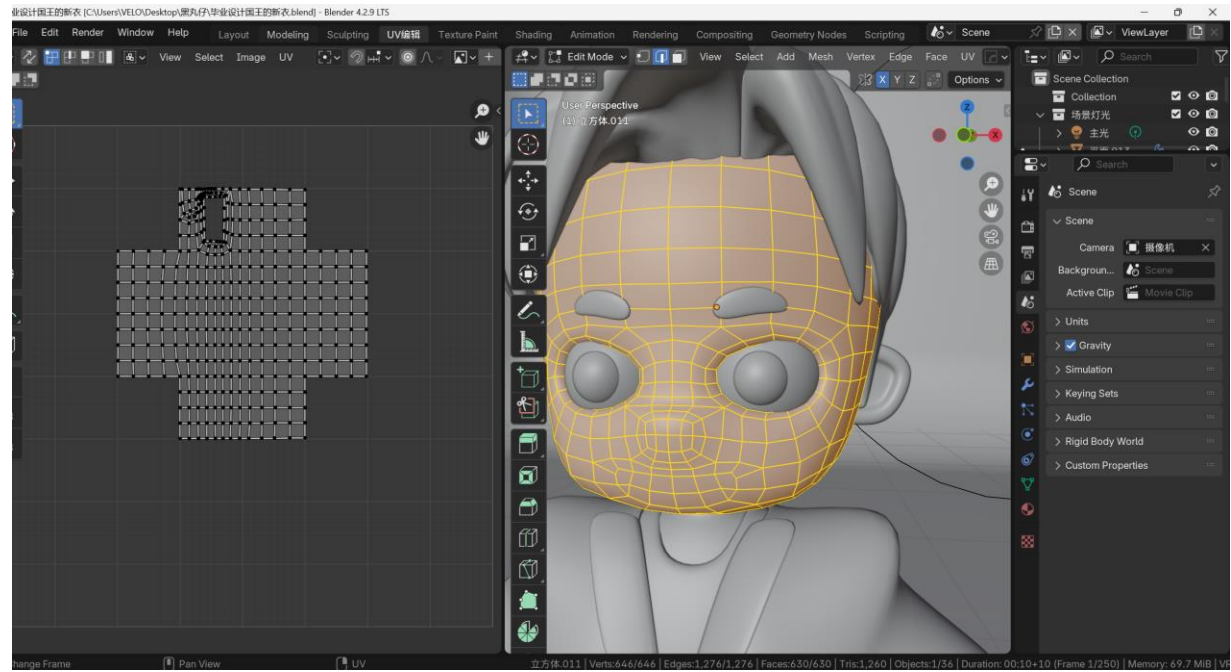 业设计国王的新衣 [C:\Users\VELO\Desktop\黑丸仔\毕业设计国王的新衣.blend] - Blender 4.2.9 LTS
File Edit Render Window Help Layout Modeling Sculpting UV编辑 Texture Paint Shading Animation Rendering Compositing Geometry Nodes Scripting Scene ViewLayer
View Select Image UV Edit Mode View Select Add Mesh Vertex Edge Face UV Search
X Y Z Options
User Perspective
(1) 立方体.011
Z
X
Scene Collection
Collection
场景灯光
主光
Search
Scene
Scene
Camera 摄像机
Backgroun... Scene
Active Clip Movie Clip
Units
Gravity
Simulation
Keying Sets
Audio
Rigid Body World
Custom Properties
hange Frame Pan View UV 立方体.011 | Verts:646/646 | Edges:1,276/1,276 | Faces:630/630 | Tris:1,260 | Objects:1/36 | Duration: 00:10+10 (Frame 1/250) | Memory: 69.7 MiB | V